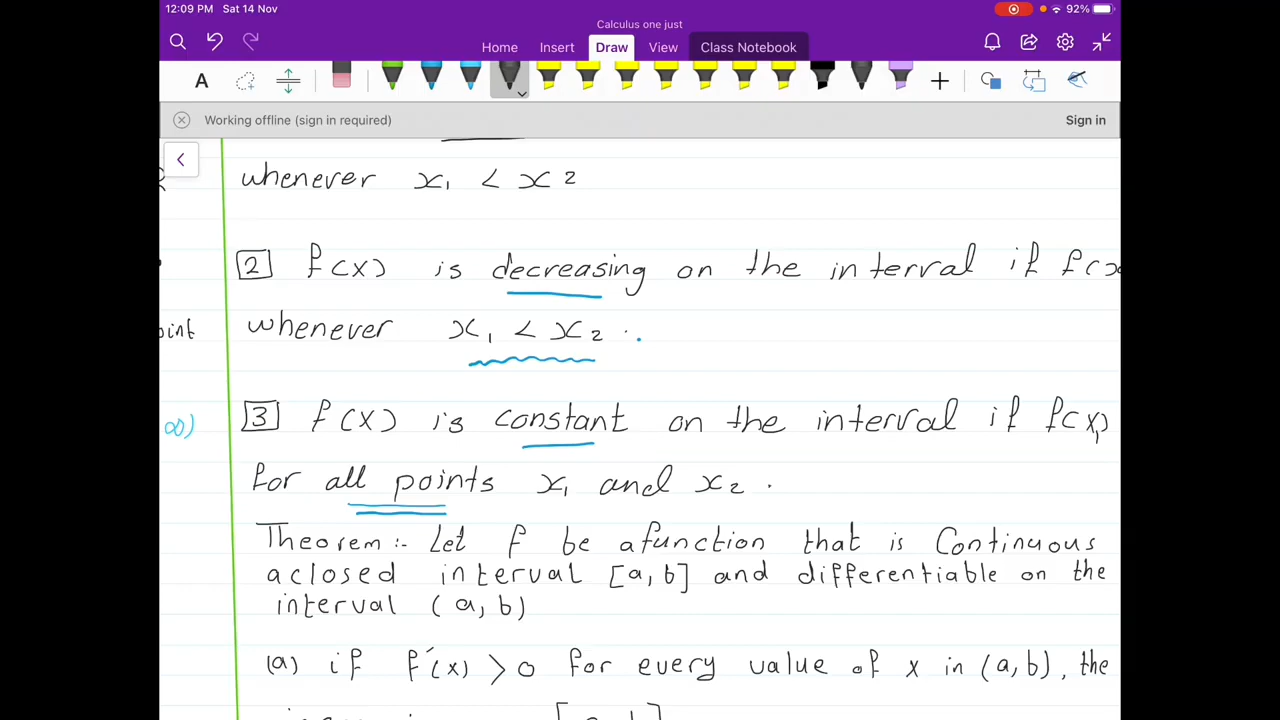 12:09 PM Sat 14 Nov
92%
Calculus one just
Home Insert Draw View Class Notebook
A
Working offline (sign in required) Sign in
whenever x1 < x2
2 f(x) is decreasing on the interval if f(x
oint whenever x1 < x2 :.
∞) 3 f(x) is constant on the interval if f(x1)
for all points x1 and x2 .
Theorem :- Let f be afunction that is Continuous
aclosed interval [a, b] and differentiable on the
interval (a, b)
(a) if f'(x) > 0 for every value of x in (a, b), the